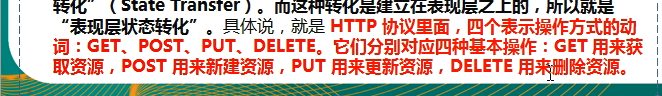 转化”（State Transfer）。而这种转化是建立在表现层之上的，所以就是
“表现层状态转化”。具体说，就是 HTTP 协议里面，四个表示操作方式的动
词：GET、POST、PUT、DELETE。它们分别对应四种基本操作：GET 用来获
取资源，POST 用来新建资源，PUT 用来更新资源，DELETE 用来删除资源。